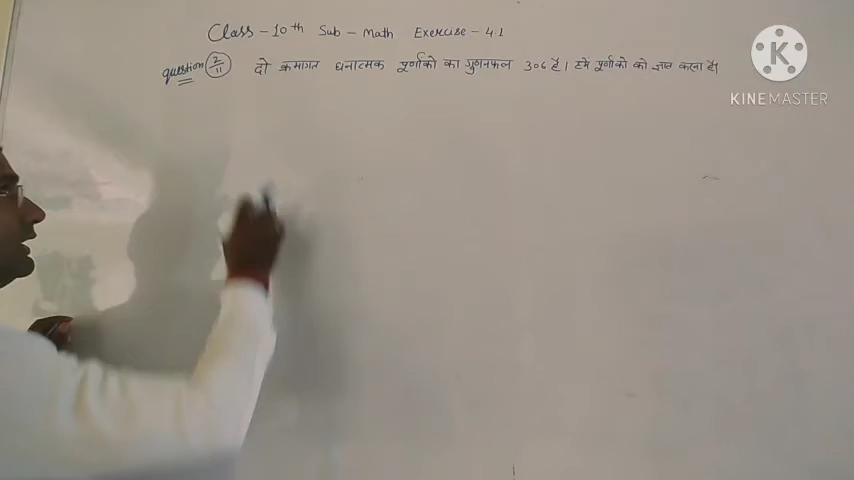 Class - 10th Sub - Math Exercise - 4.1
question 2/11 दो क्रमागत धनात्मक पूर्णांको का गुणनफल 306 है। हमें पूर्णांको को ज्ञात करना है।
KINEMASTER